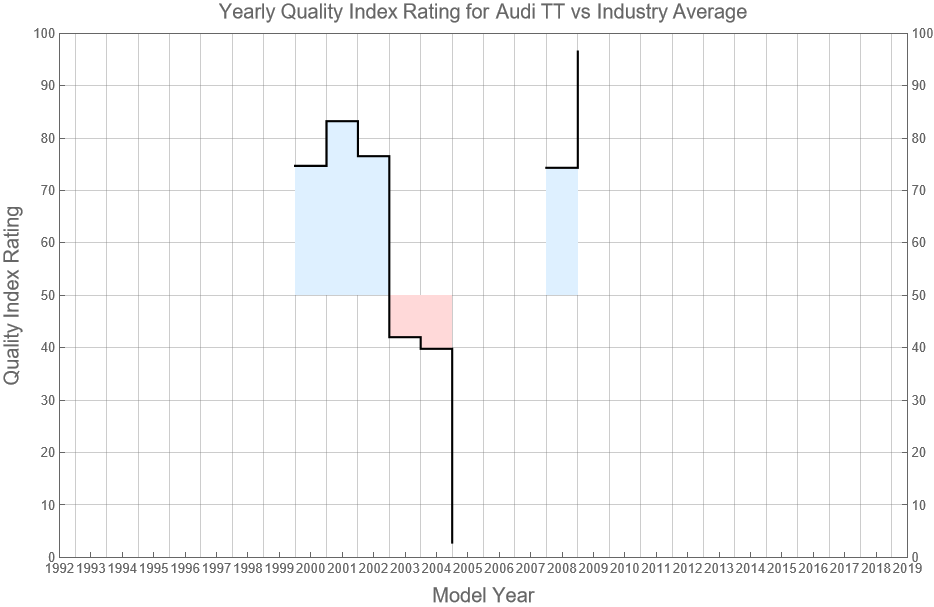 Yearly Quality Index Rating for Audi TT vs Industry Average
100 100
90 90
80 80
70 70
60 60
50 50
40 40
30 30
20 20
10 10
0 0
Quality Index Rating
1992 1993 1994 1995 1996 1997 1998 1999 2000 2001 2002 2003 2004 2005 2006 2007 2008 2009 2010 2011 2012 2013 2014 2015 2016 2017 2018 2019
Model Year